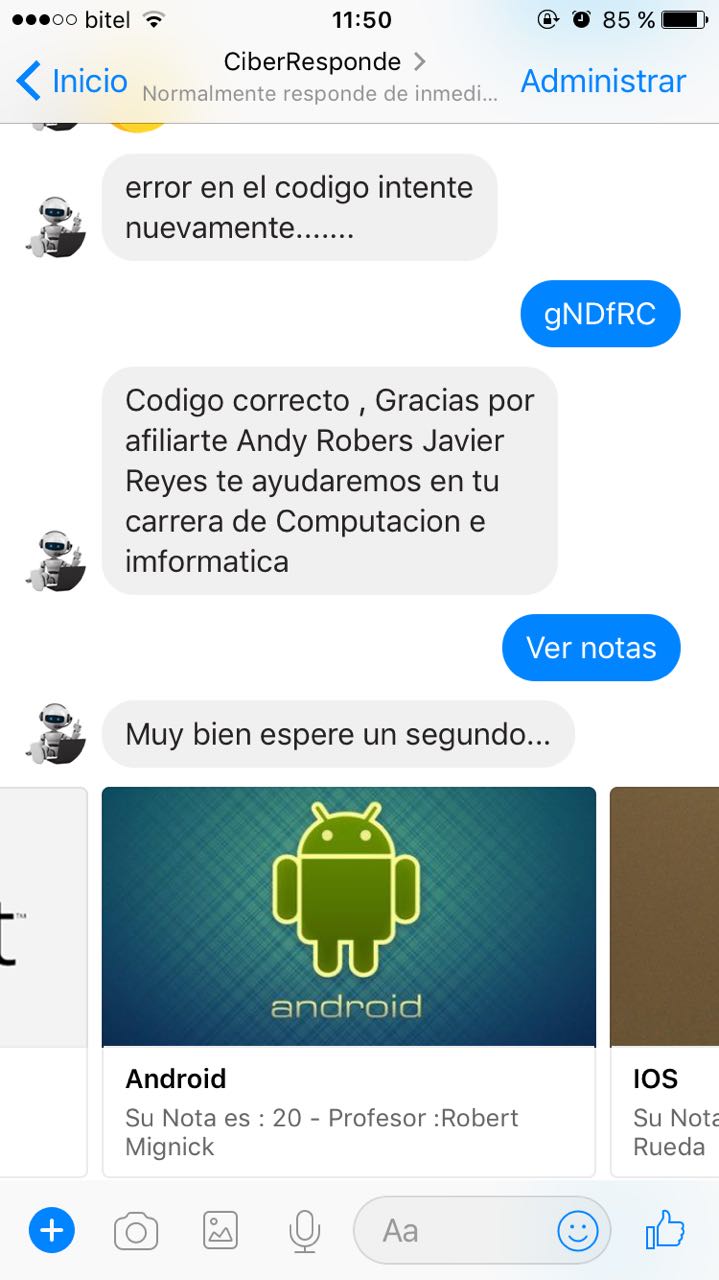 bitel
11:50
85 %
Inicio
CiberResponde
Normalmente responde de inmedi...
Administrar
error en el codigo intente
nuevamente.......
gNDfRC
Codigo correcto , Gracias por
afiliarte Andy Robers Javier
Reyes te ayudaremos en tu
carrera de Computacion e
imformatica
Ver notas
Muy bien espere un segundo...
t™
android
Android
Su Nota es : 20 - Profesor :Robert
Mignick
IOS
Su Nota
Rueda
Aa